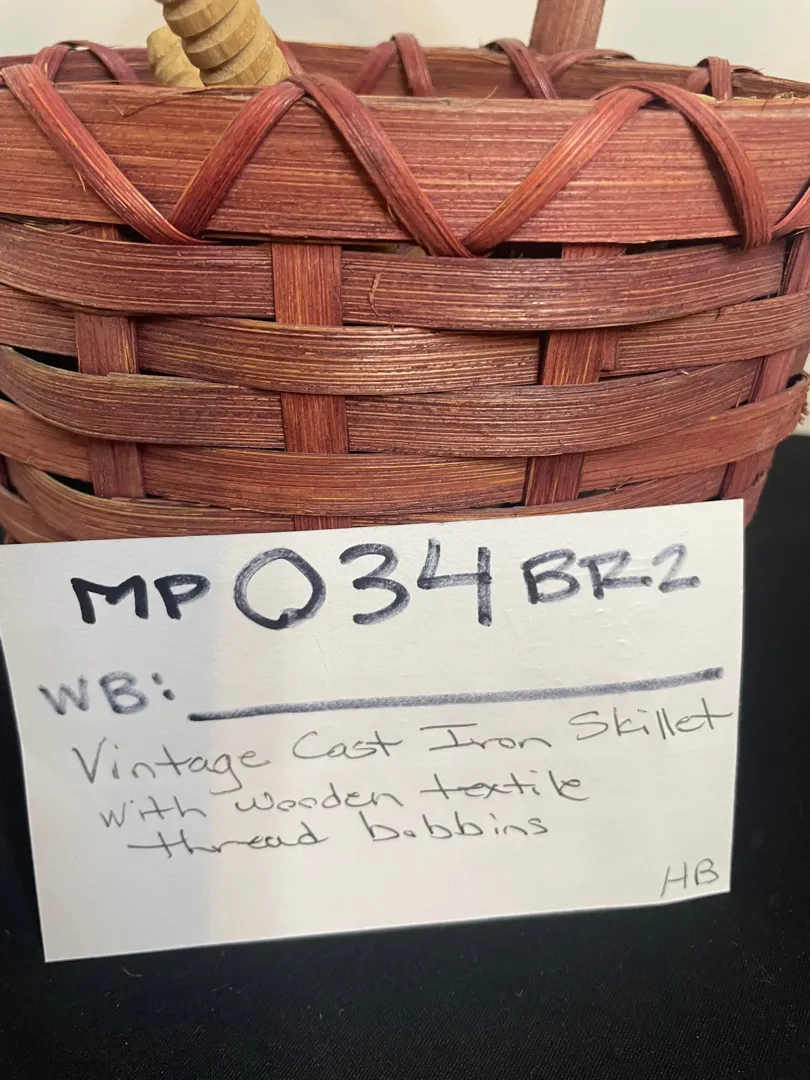 MP 034 BR2
WB:
Vintage Cast Iron Skillet
with wooden textile
thread bobbins
HB